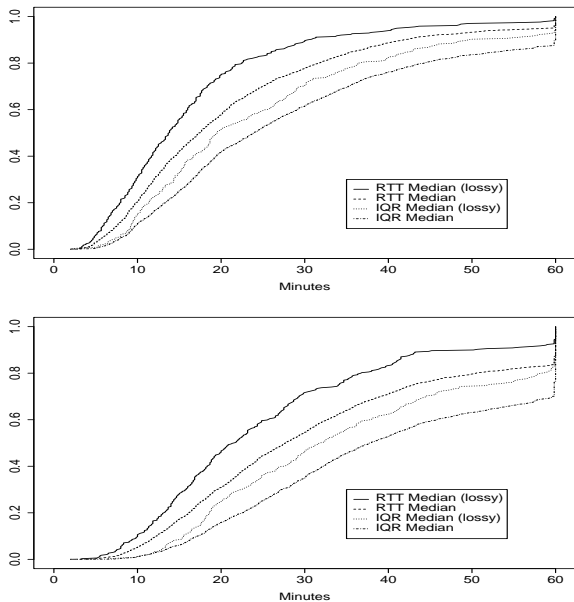 1.0
0.8
0.6
0.4
0.2
0.0
RTT Median (lossy)
RTT Median
IQR Median (lossy)
IQR Median
0 10 20 30 40 50 60
Minutes
1.0
0.8
0.6
0.4
0.2
0.0
RTT Median (lossy)
RTT Median
IQR Median (lossy)
IQR Median
0 10 20 30 40 50 60
Minutes